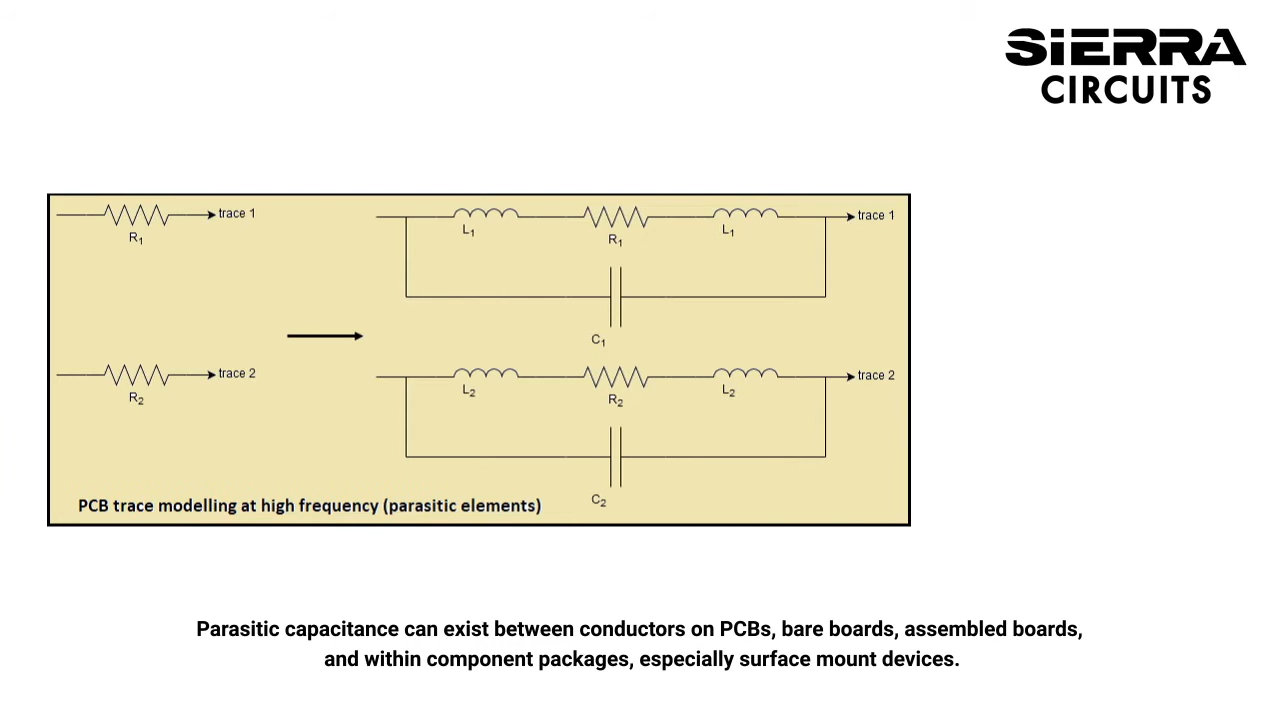 SiERRA
CIRCUITS
trace 1
R1
trace 2
R2
L1
R1
L1
trace 1
C1
L2
R2
L2
trace 2
C2
PCB trace modelling at high frequency (parasitic elements)
Parasitic capacitance can exist between conductors on PCBs, bare boards, assembled boards,
and within component packages, especially surface mount devices.